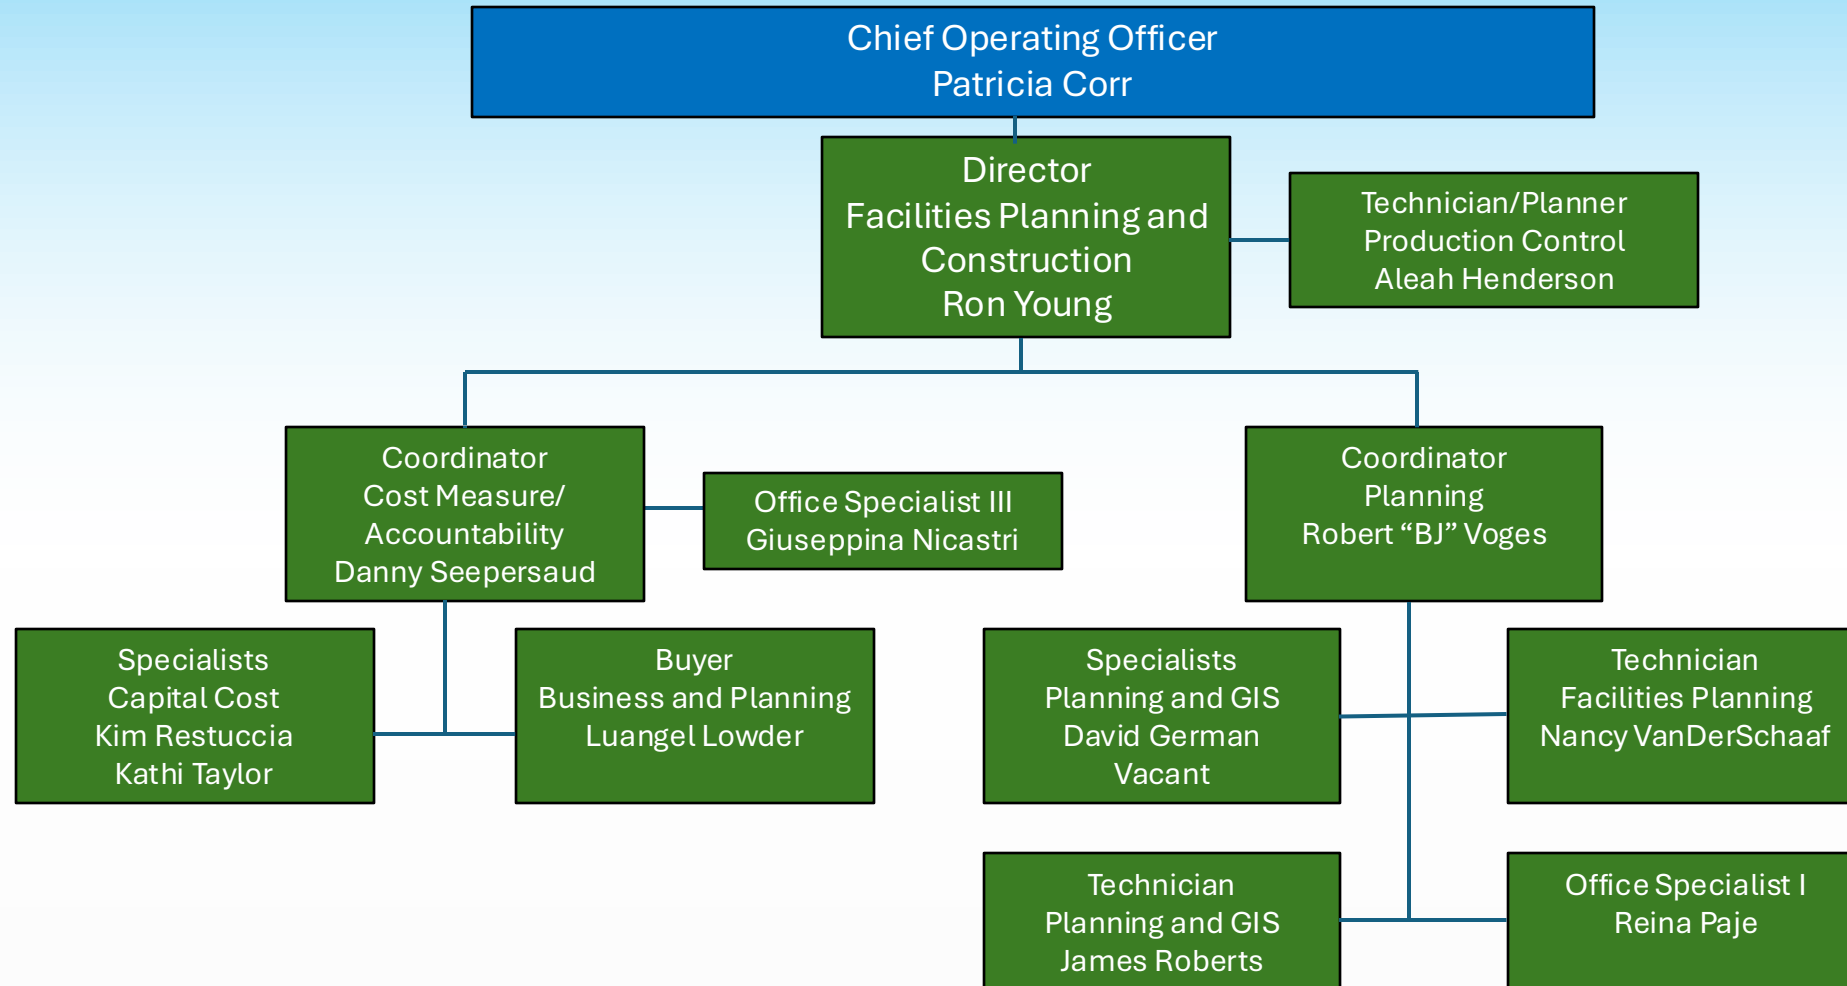 Chief Operating Officer
Patricia Corr
Director
Facilities Planning and
Construction
Ron Young
Technician/Planner
Production Control
Aleah Henderson
Coordinator
Cost Measure/
Accountability
Danny Seepersaud
Office Specialist III
Giuseppina Nicastri
Coordinator
Planning
Robert “BJ” Voges
Specialists
Capital Cost
Kim Restuccia
Kathi Taylor
Buyer
Business and Planning
Luangel Lowder
Specialists
Planning and GIS
David German
Vacant
Technician
Facilities Planning
Nancy VanDerSchaaf
Technician
Planning and GIS
James Roberts
Office Specialist I
Reina Paje